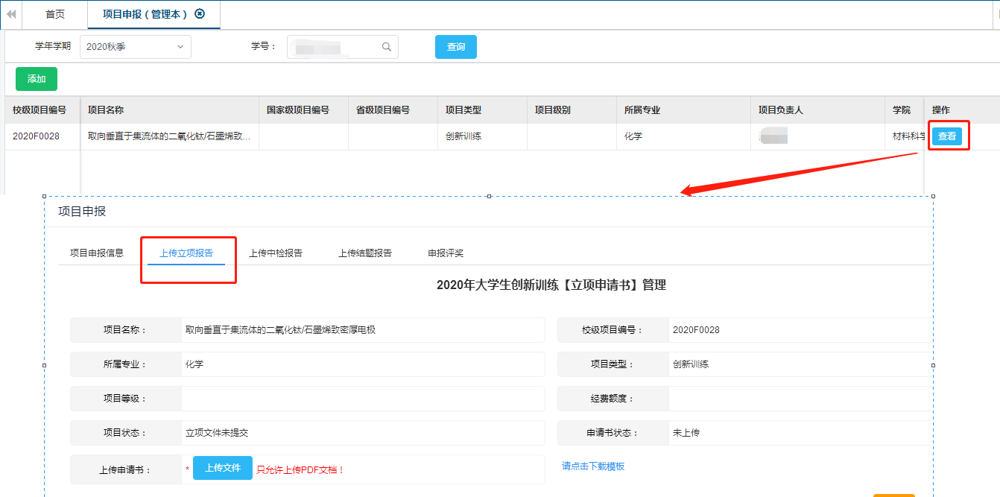 首页 项目申报（管理本）
学年学期 2020秋季 学号： 查询
添加
校级项目编号 项目名称 国家级项目编号 省级项目编号 项目类型 项目级别 所属专业 项目负责人 学院 操作
2020F0028 取向垂直于集流体的二氧化钛/石墨烯致... 创新训练 化学 材料科学 查看
项目申报
项目申报信息 上传立项报告 上传中检报告 上传结题报告 申报评奖
2020年大学生创新训练【立项申请书】管理
项目名称： 取向垂直于集流体的二氧化钛/石墨烯致密厚电极 校级项目编号： 2020F0028
所属专业： 化学 项目类型： 创新训练
项目等级： 经费额度：
项目状态： 立项文件未提交 申请书状态： 未上传
上传申请书： * 上传文件 只允许上传PDF文档！ 请点击下载模板